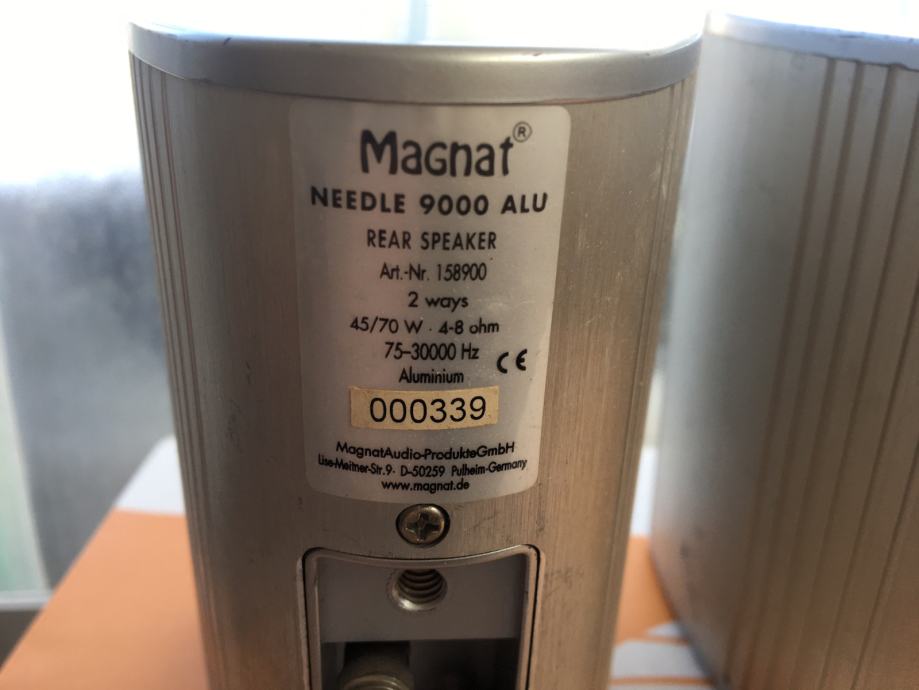 Magnat®
NEEDLE 9000 ALU
REAR SPEAKER
Art.-Nr. 158900
2 ways
45/70 W · 4-8 ohm
75–30000 Hz
CE
Aluminium
000339
MagnatAudio-ProdukteGmbH
Lise-Meitner-Str.9· D-50259 Pulheim-Germany
www.magnat.de